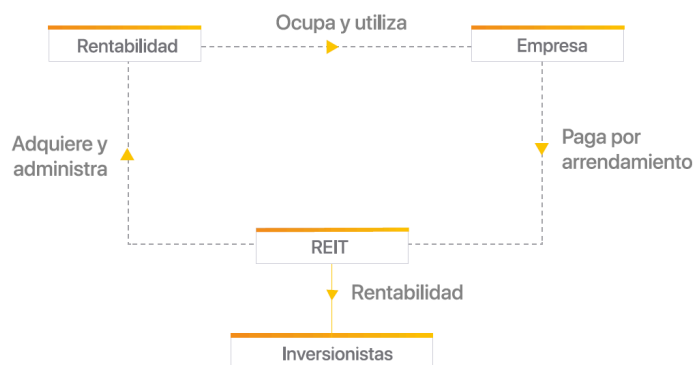 Ocupa y utiliza
Rentabilidad
Empresa
Adquiere y
administra
Paga por
arrendamiento
REIT
Rentabilidad
Inversionistas